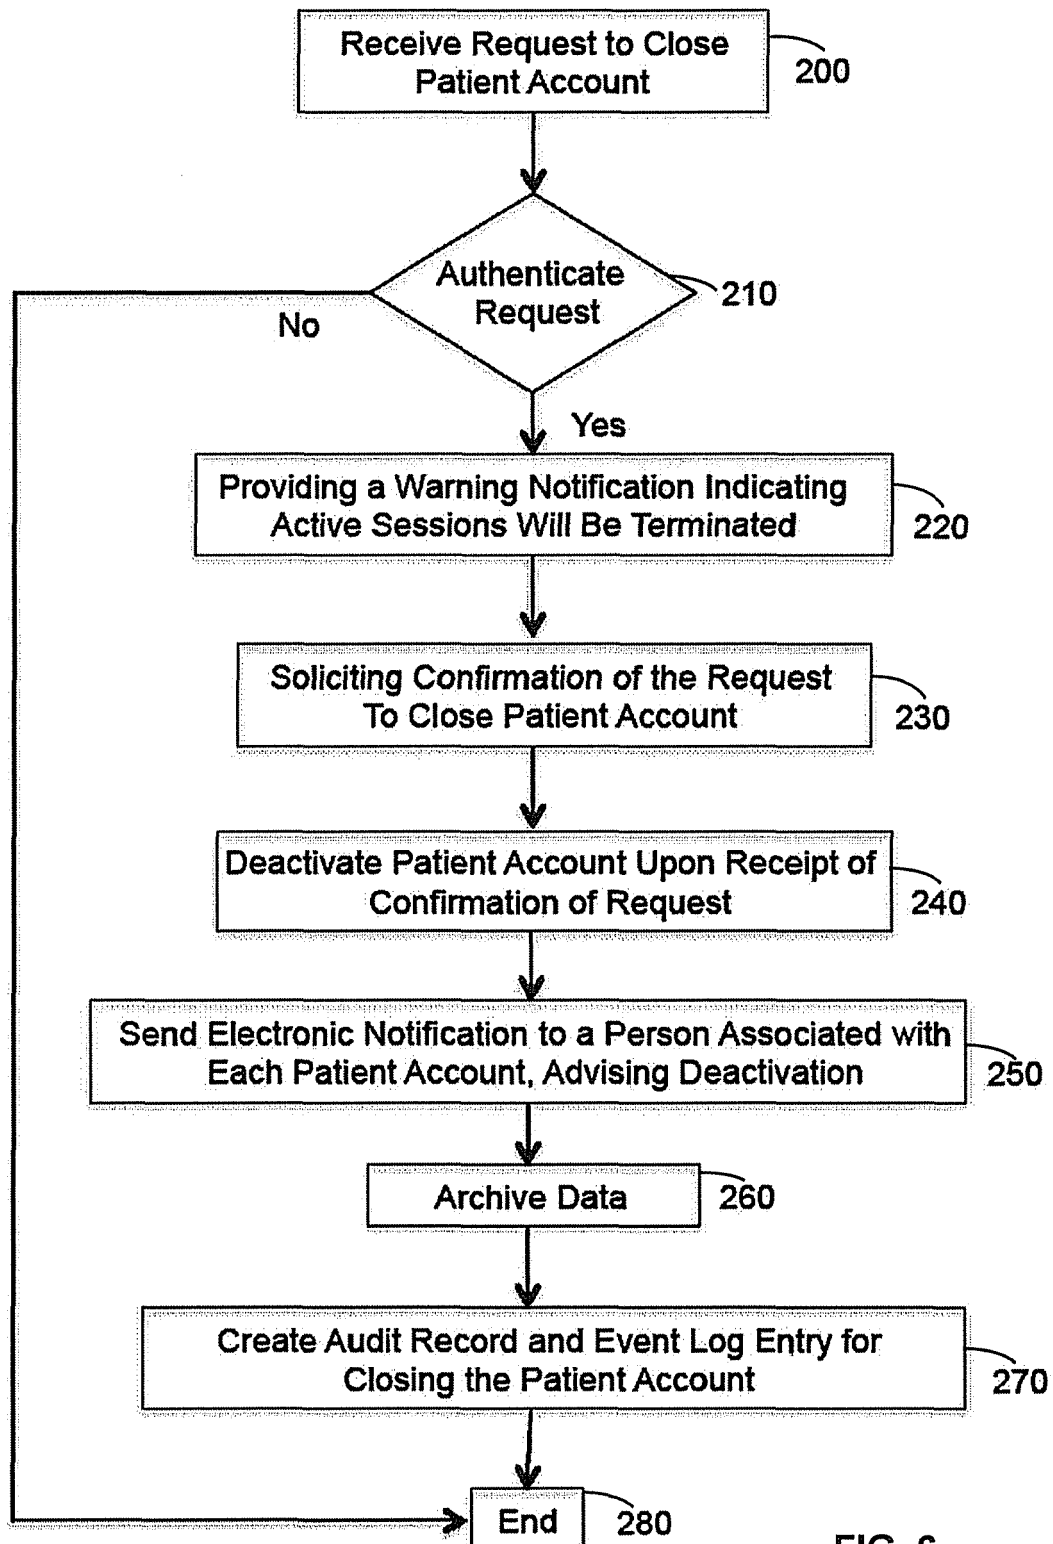 Receive Request to Close
Patient Account
200
Authenticate
Request
210
No
Yes
Providing a Warning Notification Indicating
Active Sessions Will Be Terminated
220
Soliciting Confirmation of the Request
To Close Patient Account
230
Deactivate Patient Account Upon Receipt of
Confirmation of Request
240
Send Electronic Notification to a Person Associated with
Each Patient Account, Advising Deactivation
250
Archive Data
260
Create Audit Record and Event Log Entry for
Closing the Patient Account
270
End
280